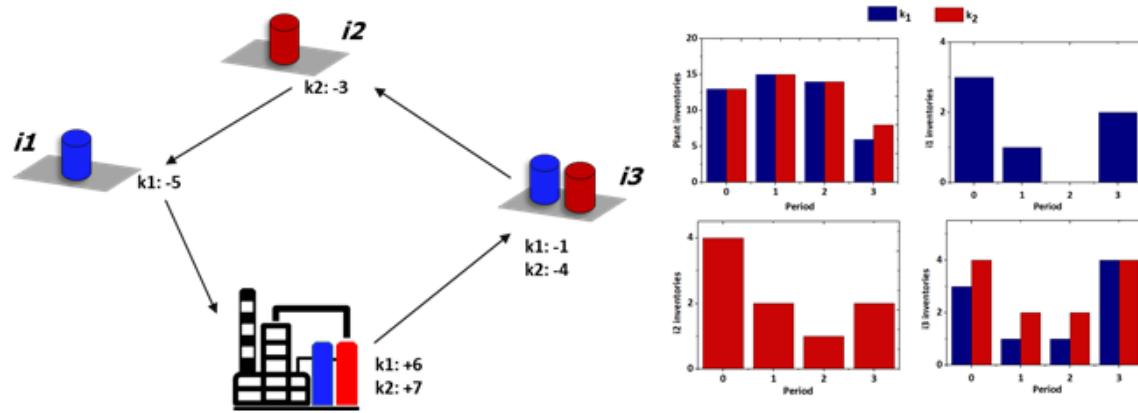 i2
k2: -3
i1
k1: -5
i3
k1: -1
k2: -4
k1: +6
k2: +7
k1 k2
20
15
10
5
0
Plant inventories
0 1 2 3
Period
4
2
0
i1 inventories
0 1 2 3
Period
4
2
0
i2 inventories
0 1 2 3
Period
4
2
0
i3 inventories
0 1 2 3
Period